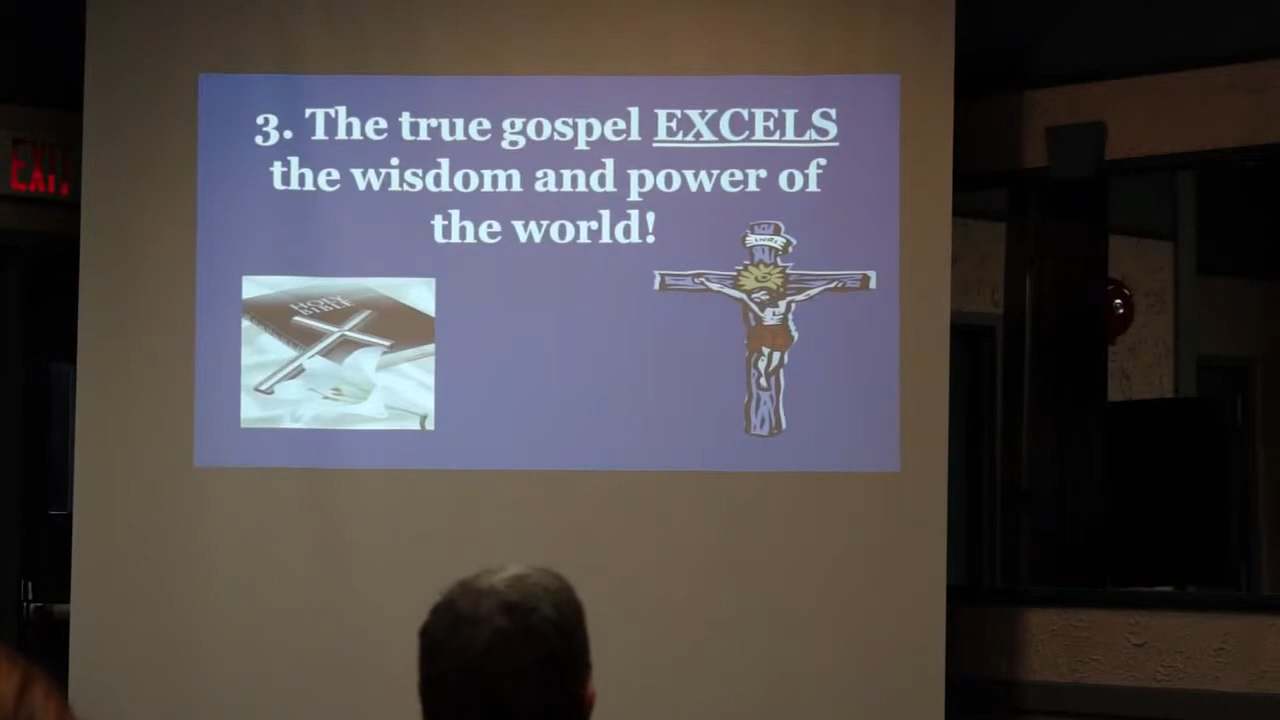 EXIT
3. The true gospel EXCELS
the wisdom and power of
the world!
HOLY
BIBLE